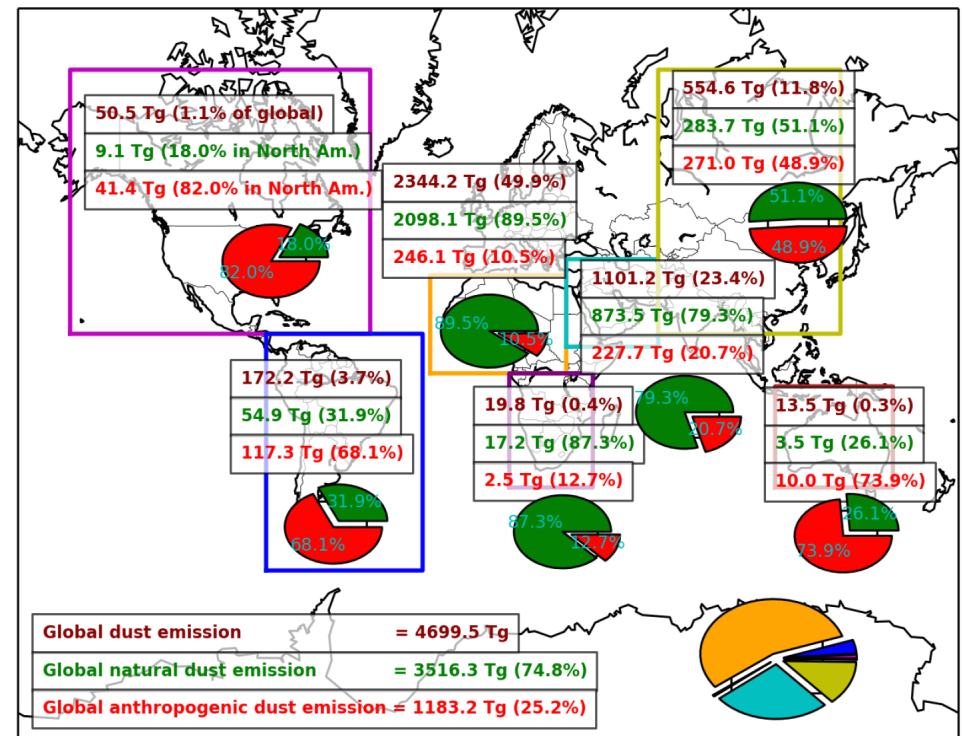 50.5 Tg (1.1% of global)
9.1 Tg (18.0% in North Am.)
41.4 Tg (82.0% in North Am.)
18.0%
82.0%
2344.2 Tg (49.9%)
2098.1 Tg (89.5%)
246.1 Tg (10.5%)
89.5%
10.5%
554.6 Tg (11.8%)
283.7 Tg (51.1%)
271.0 Tg (48.9%)
51.1%
48.9%
1101.2 Tg (23.4%)
873.5 Tg (79.3%)
227.7 Tg (20.7%)
79.3%
20.7%
172.2 Tg (3.7%)
54.9 Tg (31.9%)
117.3 Tg (68.1%)
31.9%
68.1%
19.8 Tg (0.4%)
17.2 Tg (87.3%)
2.5 Tg (12.7%)
87.3%
12.7%
13.5 Tg (0.3%)
3.5 Tg (26.1%)
10.0 Tg (73.9%)
26.1%
73.9%
Global dust emission = 4699.5 Tg
Global natural dust emission = 3516.3 Tg (74.8%)
Global anthropogenic dust emission = 1183.2 Tg (25.2%)